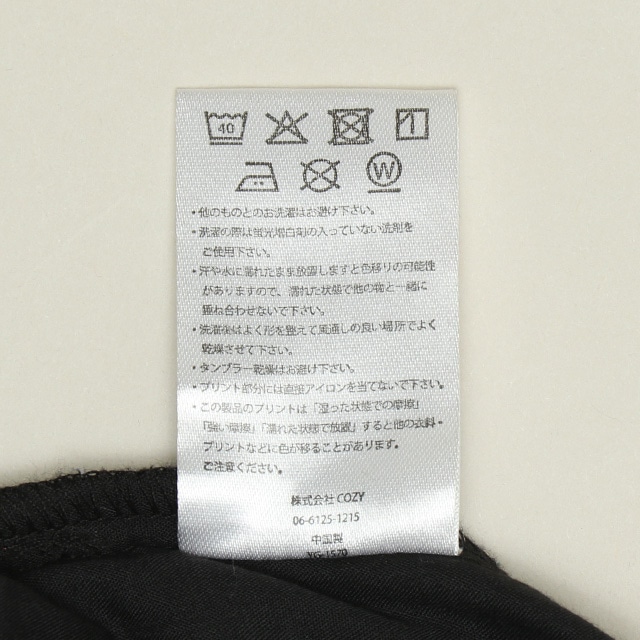 40
W
・他のものとのお洗濯はお避け下さい。
・洗濯の際は蛍光増白剤の入っていない洗剤を
ご使用下さい。
・汗や水に濡れたまま放置しますと色移りの可能性
がありますので、濡れた状態で他の物と一緒に
重ね合わせないで下さい。
・洗濯後はよく形を整えて風通しの良い場所でよく
乾燥させて下さい。
・タンブラー乾燥はお避け下さい。
・プリント部分には直接アイロンを当てないで下さい。
・この製品のプリントは「湿った状態での摩擦」
「強い摩擦」「濡れた状態で放置」すると他の衣料・
プリントなどに色が移ることがあります。
ご注意ください。
株式会社 COZY
06-6125-1215
中国製